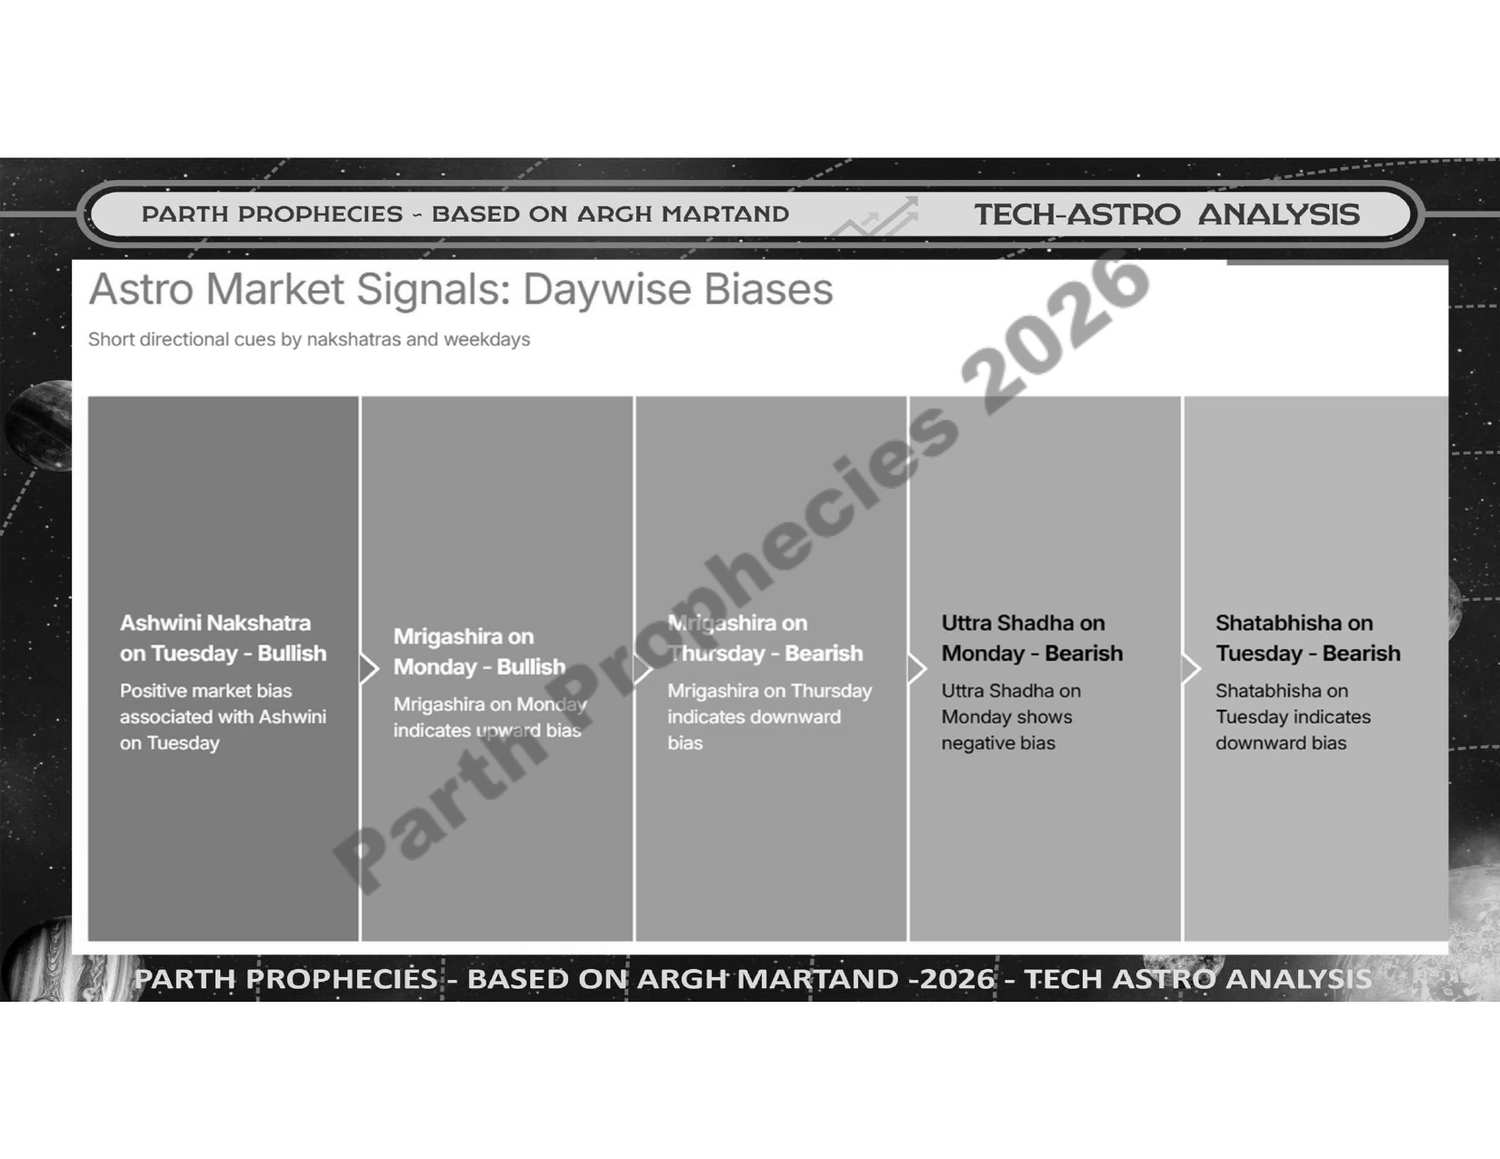 PARTH PROPHECIES ~ BASED ON ARGH MARTAND
TECH-ASTRO ANALYSIS
Astro Market Signals: Daywise Biases
Short directional cues by nakshatras and weekdays
Ashwini Nakshatra
on Tuesday - Bullish
Positive market bias
associated with Ashwini
on Tuesday
Mrigashira on
Monday - Bullish
Mrigashira on Monday
indicates upward bias
Mrigashira on
Thursday - Bearish
Mrigashira on Thursday
indicates downward
bias
Uttra Shadha on
Monday - Bearish
Uttra Shadha on
Monday shows
negative bias
Shatabhisha on
Tuesday - Bearish
Shatabhisha on
Tuesday indicates
downward bias
Parth Prophecies 2026
PARTH PROPHECIES - BASED ON ARGH MARTAND -2026 - TECH ASTRO ANALYSIS